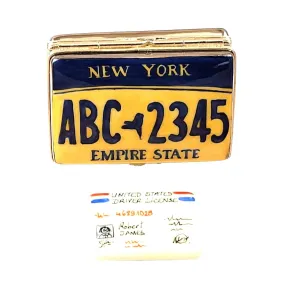 NEW YORK
ABC 2345
EMPIRE STATE
UNITED STATES
DRIVER LICENSE
Robert
JAMES